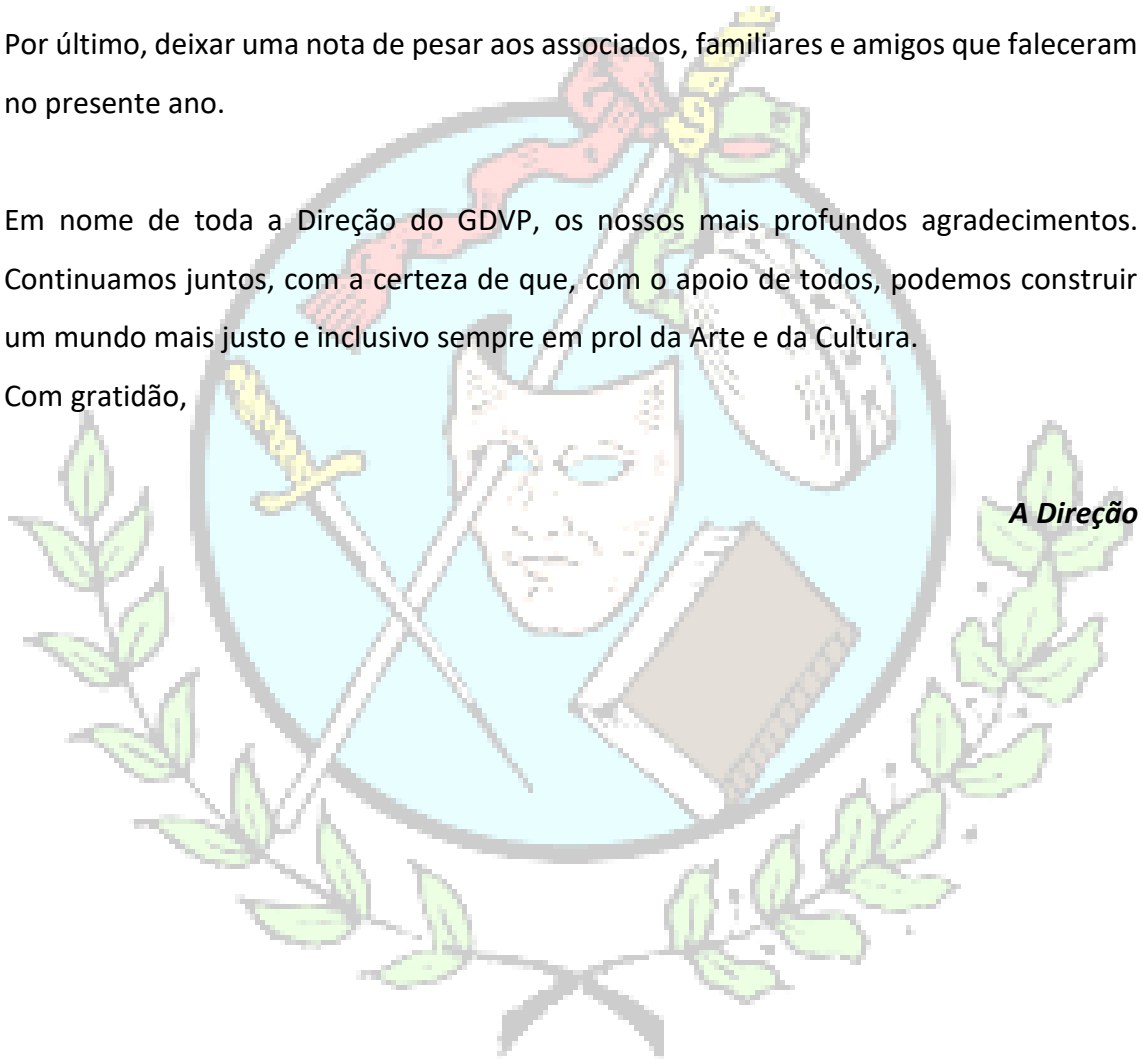 Por último, deixar uma nota de pesar aos associados, familiares e amigos que faleceram
no presente ano.
Em nome de toda a Direção do GDVP, os nossos mais profundos agradecimentos.
Continuamos juntos, com a certeza de que, com o apoio de todos, podemos construir
um mundo mais justo e inclusivo sempre em prol da Arte e da Cultura.
Com gratidão,
A Direção